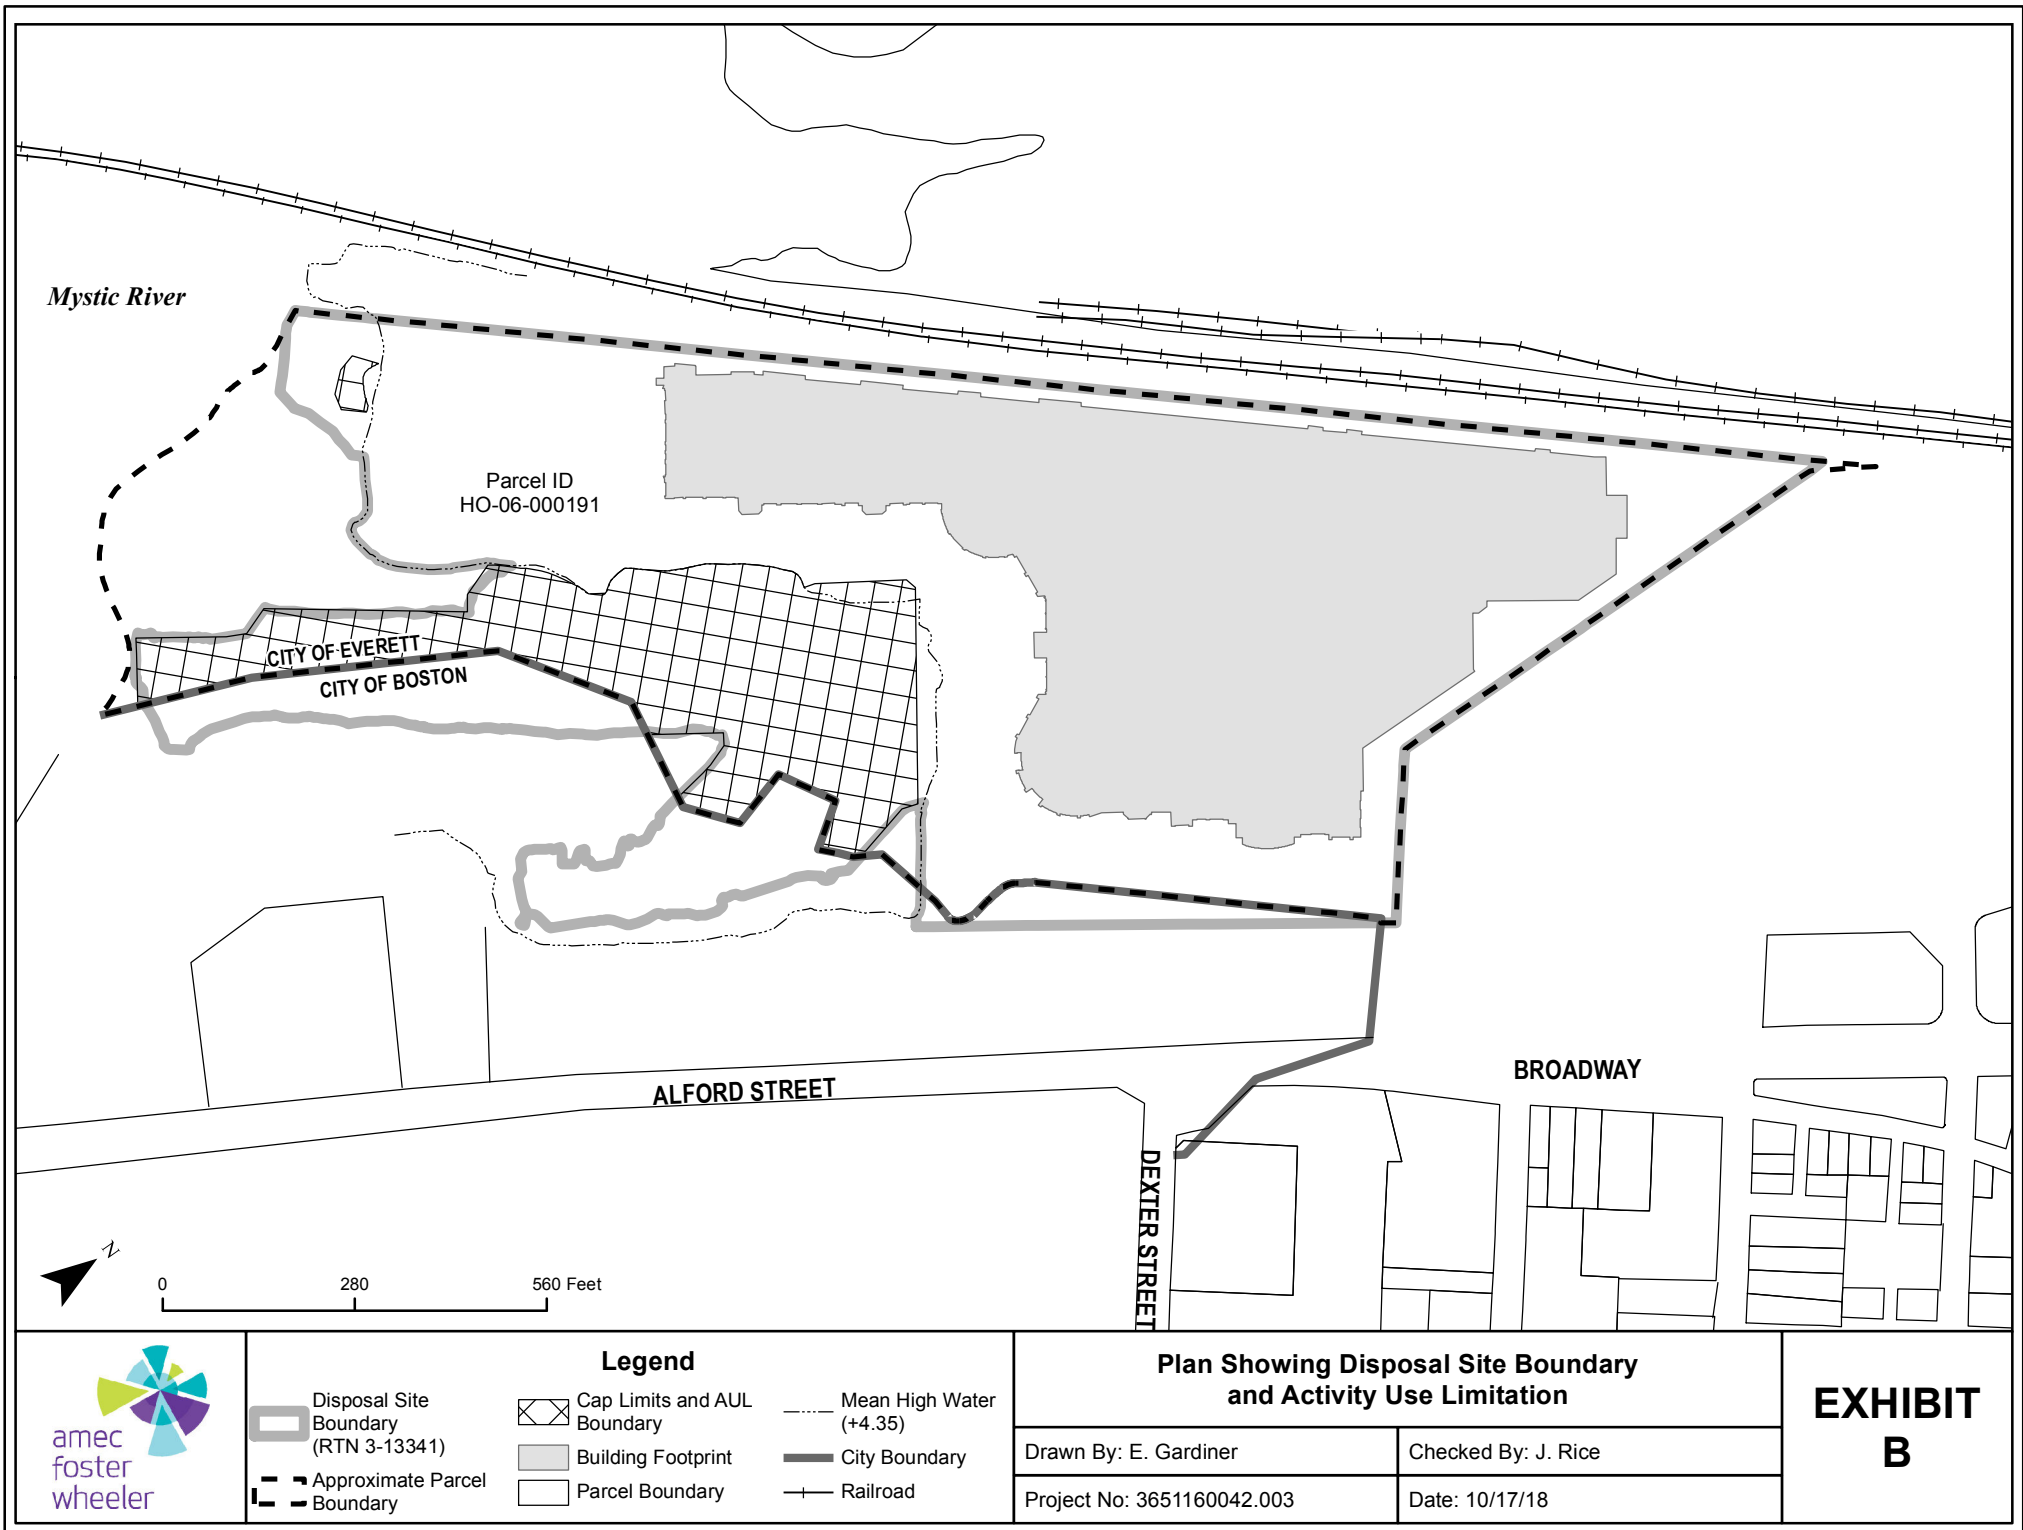 Mystic River
Parcel ID
HO-06-000191
CITY OF EVERETT
CITY OF BOSTON
ALFORD STREET
BROADWAY
DEXTER STREET
N
0 280 560 Feet
amec
foster
wheeler
Legend
Disposal Site
Boundary
(RTN 3-13341)
Approximate Parcel
Boundary
Cap Limits and AUL
Boundary
Building Footprint
Parcel Boundary
Mean High Water
(+4.35)
City Boundary
Railroad
Plan Showing Disposal Site Boundary
and Activity Use Limitation
Drawn By: E. Gardiner
Checked By: J. Rice
Project No: 3651160042.003
Date: 10/17/18
EXHIBIT
B